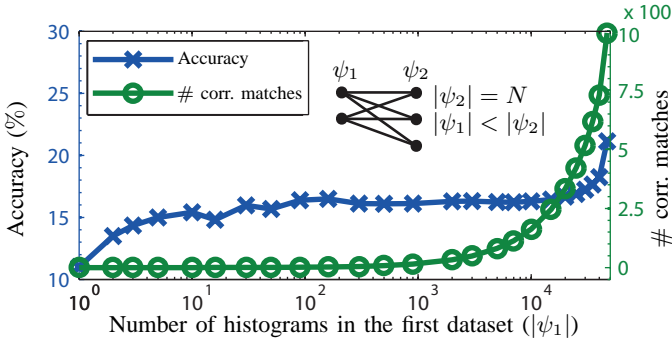 x 100
30
25
20
15
10
Accuracy (%)
Accuracy
# corr. matches
ψ1 ψ2
|ψ2| = N
|ψ1| < |ψ2|
10
7.5
5
2.5
0
# corr. matches
10^0 10^1 10^2 10^3 10^4
Number of histograms in the first dataset (|ψ1|)